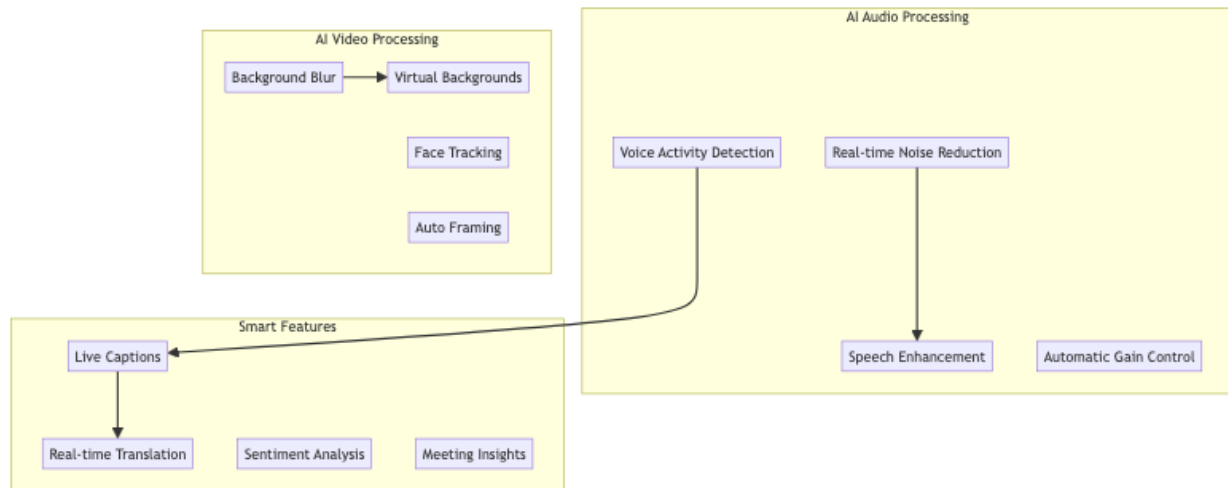 AI Video Processing
Background Blur
Virtual Backgrounds
Face Tracking
Auto Framing
AI Audio Processing
Voice Activity Detection
Real-time Noise Reduction
Speech Enhancement
Automatic Gain Control
Smart Features
Live Captions
Real-time Translation
Sentiment Analysis
Meeting Insights